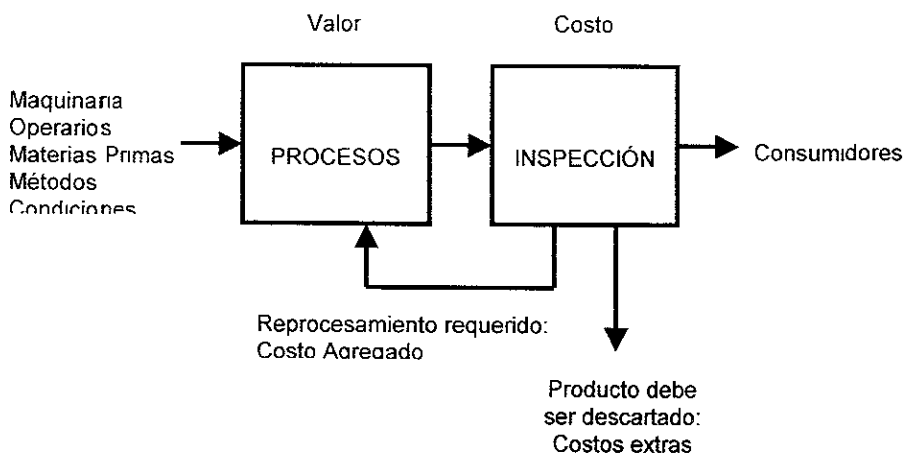 Valor
Costo
Maquinaria
Operarios
Materias Primas
Métodos
Condiciones
PROCESOS
INSPECCIÓN
Consumidores
Reprocesamiento requerido:
Costo Agregado
Producto debe
ser descartado:
Costos extras